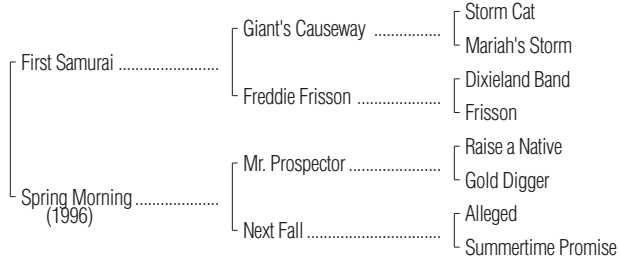 Storm Cat
Giant's Causeway ................
Mariah's Storm
First Samurai ........................
Dixieland Band
Freddie Frisson ....................
Frisson
Raise a Native
Mr. Prospector ......................
Gold Digger
Spring Morning ....................
(1996)
Alleged
Next Fall ................................
Summertime Promise